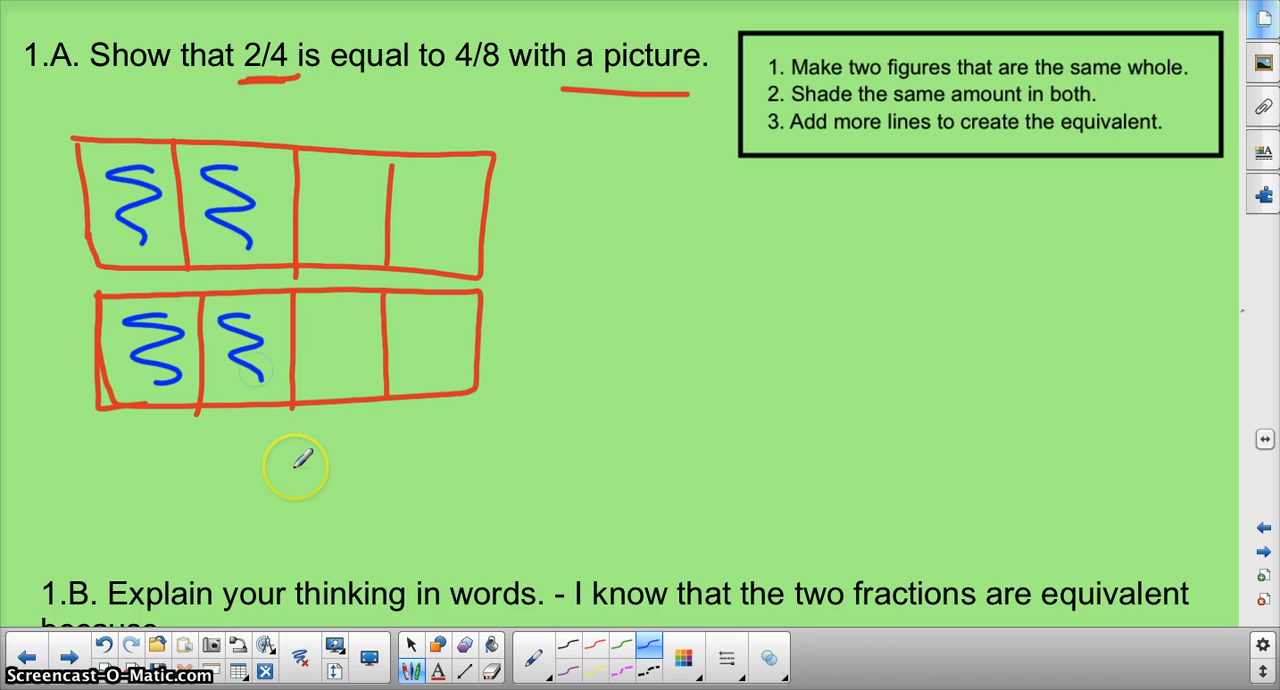 1.A. Show that 2/4 is equal to 4/8 with a picture.
1. Make two figures that are the same whole.
2. Shade the same amount in both.
3. Add more lines to create the equivalent.
1.B. Explain your thinking in words. - I know that the two fractions are equivalent
because
Screencast-O-Matic.com